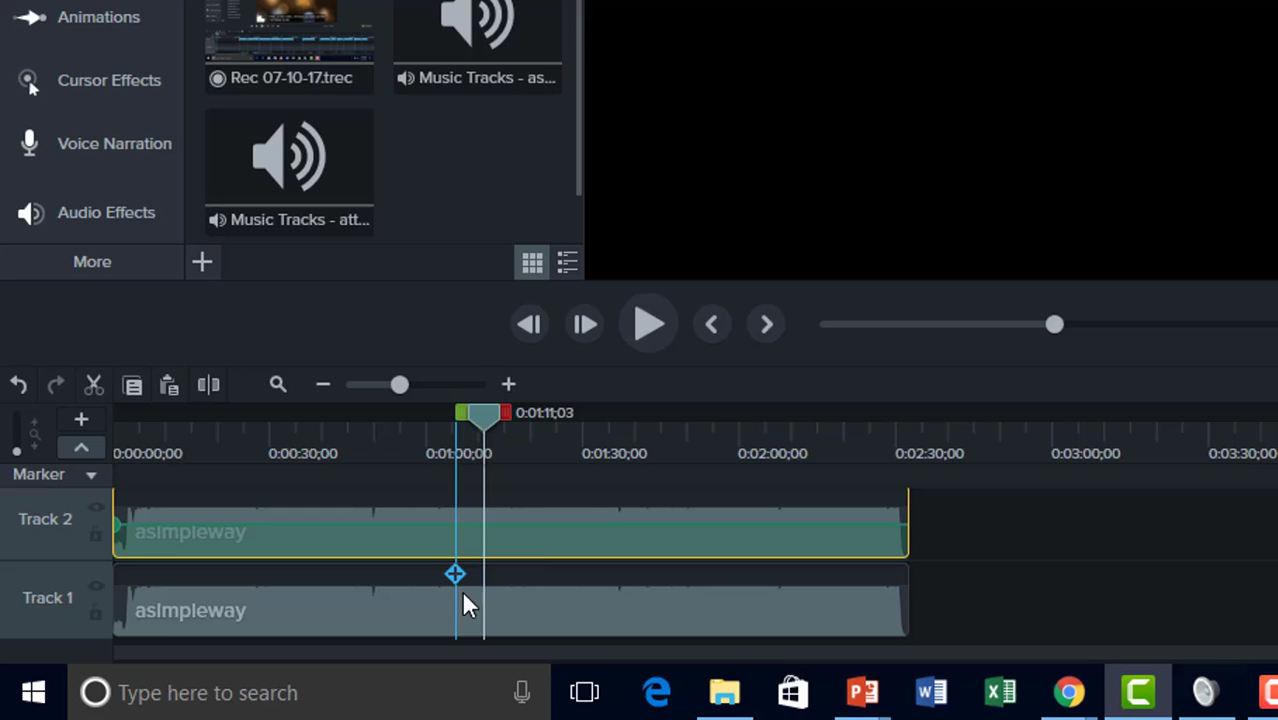 Animations
Cursor Effects
Voice Narration
Audio Effects
More
Rec 07-10-17.trec
Music Tracks - as...
Music Tracks - att...
0:01:11;03
0:00:00;00 0:00:30;00 0:01:00;00 0:01:30;00 0:02:00;00 0:02:30;00 0:03:00;00 0:03:30;00
Marker
Track 2
asimpleway
Track 1
asimpleway
Type here to search